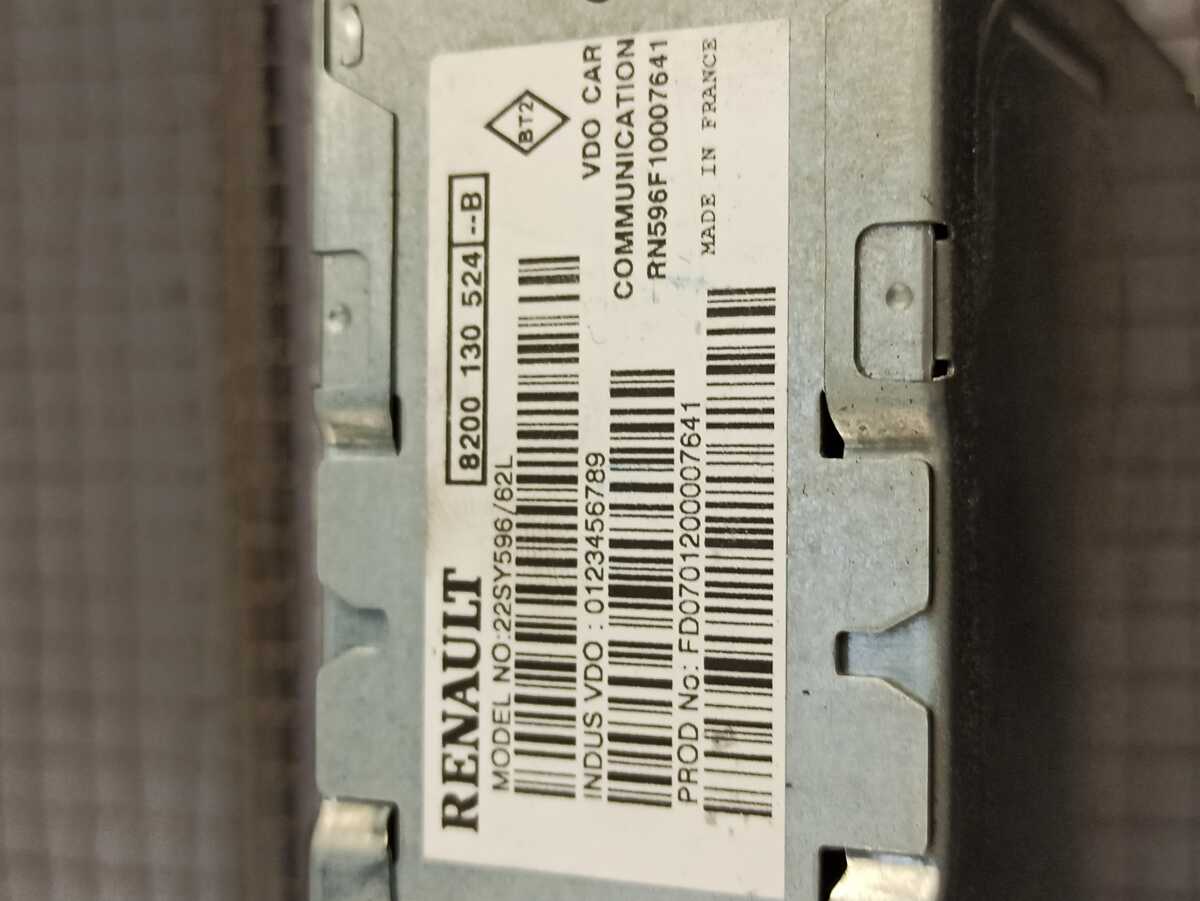 RENAULT 8200 130 524 --B BT2
MODEL NO:22SY596/62L
VDO CAR
INDUS VDO : 0123456789
COMMUNICATION
RN596F10007641
PROD No: FD070120007641
MADE IN FRANCE